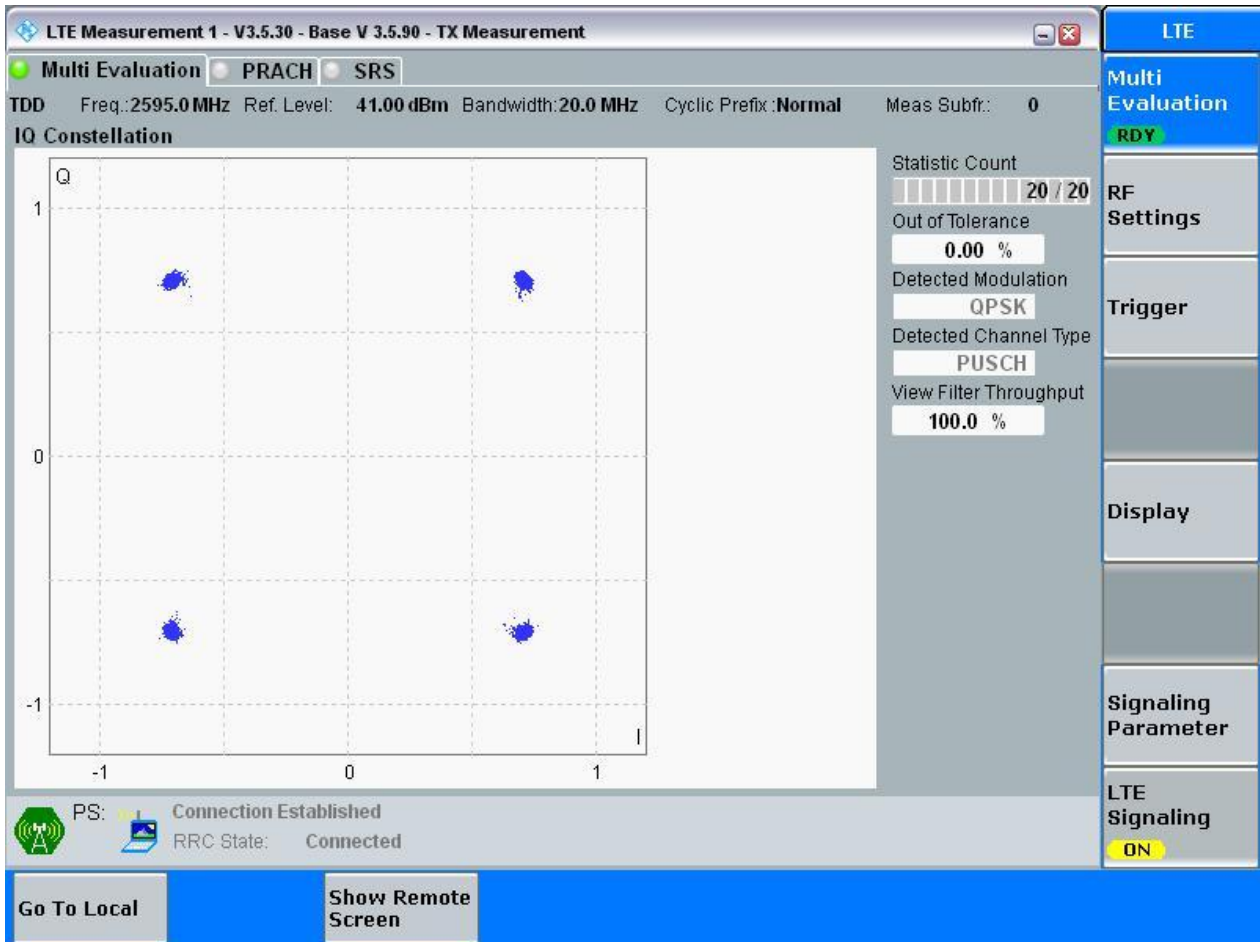 LTE Measurement 1 - V3.5.30 - Base V 3.5.90 - TX Measurement
LTE
Multi Evaluation PRACH SRS
TDD Freq.:2595.0 MHz Ref. Level: 41.00 dBm Bandwidth:20.0 MHz Cyclic Prefix :Normal Meas Subfr.: 0
IQ Constellation
Q
1
0
-1
-1 0 1
I
Statistic Count
20 / 20
Out of Tolerance
0.00 %
Detected Modulation
QPSK
Detected Channel Type
PUSCH
View Filter Throughput
100.0 %
Multi
Evaluation
RDY
RF
Settings
Trigger
Display
Signaling
Parameter
LTE
Signaling
ON
PS: Connection Established
RRC State: Connected
Go To Local
Show Remote
Screen